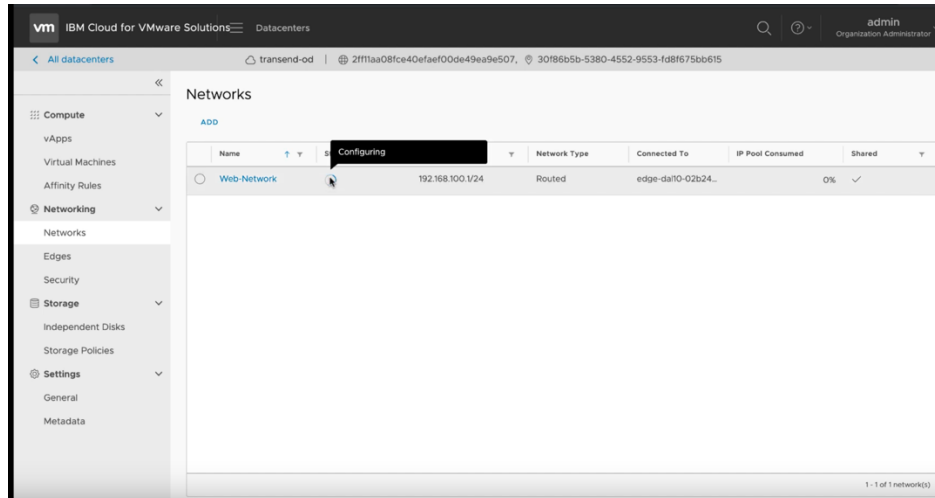 vm IBM Cloud for VMware Solutions Datacenters admin
Organization Administrator
All datacenters transend-od | 2ff11aa08fce40efaef00de49ea9e507, 30f86b5b-5380-4552-9553-fd8f675bb615
Networks
ADD
Compute
vApps
Virtual Machines
Affinity Rules
Networking
Networks
Edges
Security
Storage
Independent Disks
Storage Policies
Settings
General
Metadata
Configuring
Name Network Type Connected To IP Pool Consumed Shared
Web-Network 192.168.100.1/24 Routed edge-dal10-02b24... 0%
1 - 1 of 1 network(s)